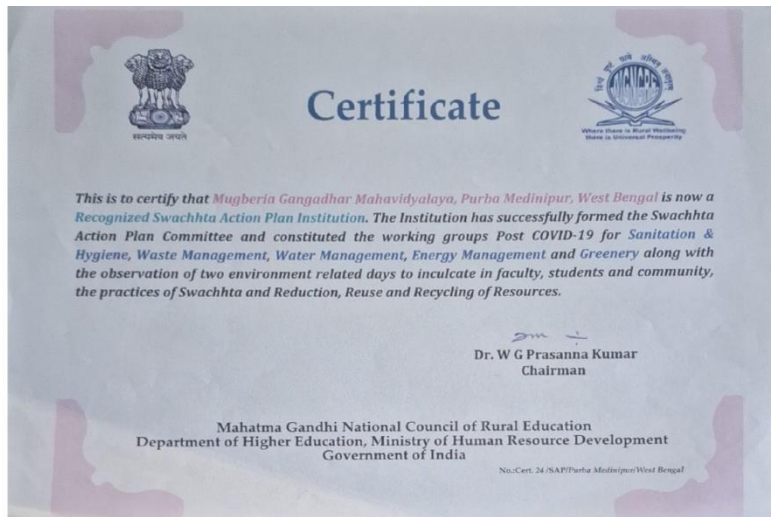 Certificate
सत्यमेव जयते
MGNCRE
Where there is Rural Wellbeing
there is Universal Prosperity
This is to certify that Mugberia Gangadhar Mahavidyalaya, Purba Medinipur, West Bengal is now a
Recognized Swachhta Action Plan Institution. The Institution has successfully formed the Swachhta
Action Plan Committee and constituted the working groups Post COVID-19 for Sanitation &
Hygiene, Waste Management, Water Management, Energy Management and Greenery along with
the observation of two environment related days to inculcate in faculty, students and community,
the practices of Swachhta and Reduction, Reuse and Recycling of Resources.
Dr. W G Prasanna Kumar
Chairman
Mahatma Gandhi National Council of Rural Education
Department of Higher Education, Ministry of Human Resource Development
Government of India
No.:Cert. 24 /SAP/Purba Medinipur/West Bengal